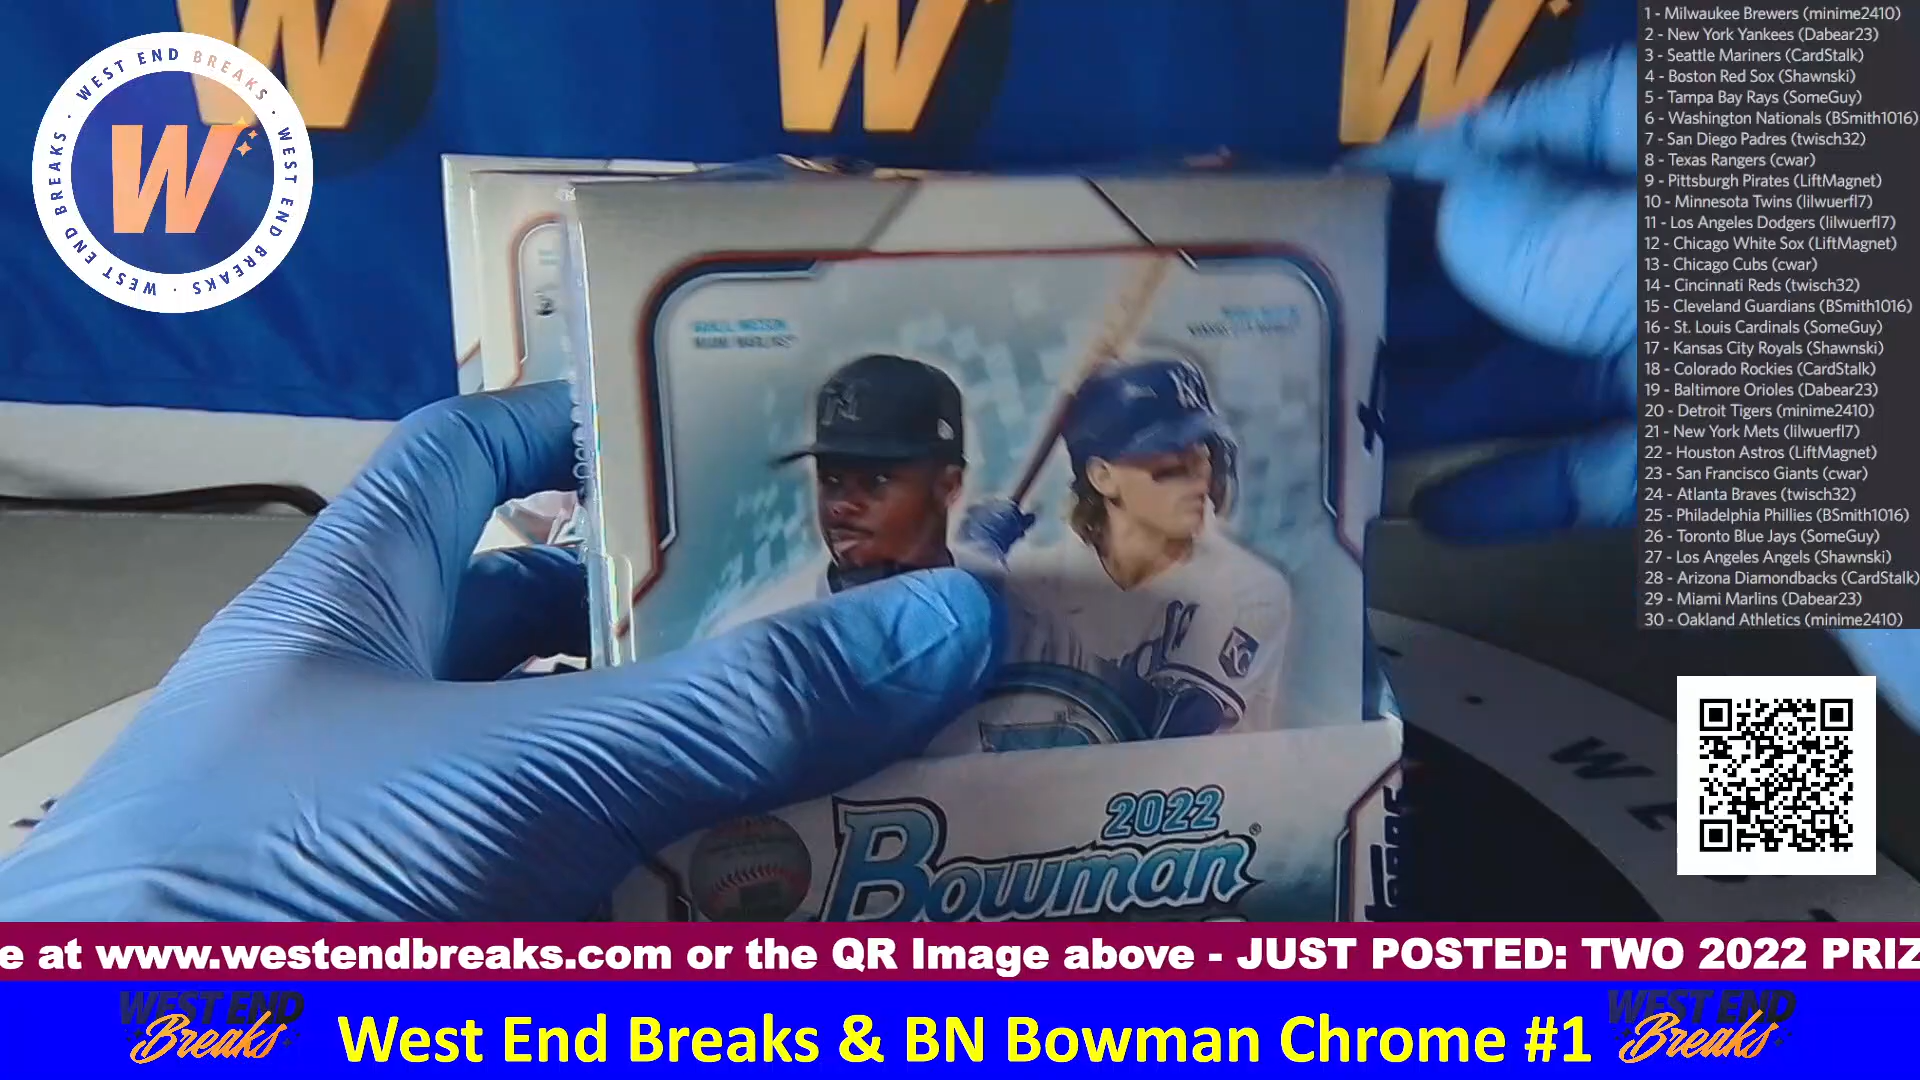 WEST END BREAKS · WEST END BREAKS · WEST END BREAKS ·
W
1 - Milwaukee Brewers (minime2410)
2 - New York Yankees (Dabear23)
3 - Seattle Mariners (CardStalk)
4 - Boston Red Sox (Shawnski)
5 - Tampa Bay Rays (SomeGuy)
6 - Washington Nationals (BSmith1016)
7 - San Diego Padres (twisch32)
8 - Texas Rangers (cwar)
9 - Pittsburgh Pirates (LiftMagnet)
10 - Minnesota Twins (lilwuerfl7)
11 - Los Angeles Dodgers (lilwuerfl7)
12 - Chicago White Sox (LiftMagnet)
13 - Chicago Cubs (cwar)
14 - Cincinnati Reds (twisch32)
15 - Cleveland Guardians (BSmith1016)
16 - St. Louis Cardinals (SomeGuy)
17 - Kansas City Royals (Shawnski)
18 - Colorado Rockies (CardStalk)
19 - Baltimore Orioles (Dabear23)
20 - Detroit Tigers (minime2410)
21 - New York Mets (lilwuerfl7)
22 - Houston Astros (LiftMagnet)
23 - San Francisco Giants (cwar)
24 - Atlanta Braves (twisch32)
25 - Philadelphia Phillies (BSmith1016)
26 - Toronto Blue Jays (SomeGuy)
27 - Los Angeles Angels (Shawnski)
28 - Arizona Diamondbacks (CardStalk)
29 - Miami Marlins (Dabear23)
30 - Oakland Athletics (minime2410)
W W W
KC
2022
Bowman
e at www.westendbreaks.com or the QR Image above - JUST POSTED: TWO 2022 PRIZ
WEST END
Breaks
West End Breaks & BN Bowman Chrome #1
WEST END
Breaks